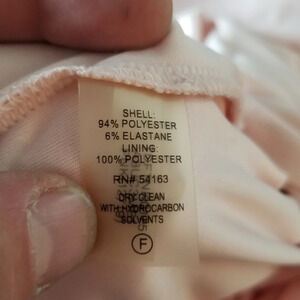 SHELL:
94% POLYESTER
6% ELASTANE
LINING:
100% POLYESTER
RN# 54163
DRY CLEAN
WITH HYDROCARBON
SOLVENTS
F